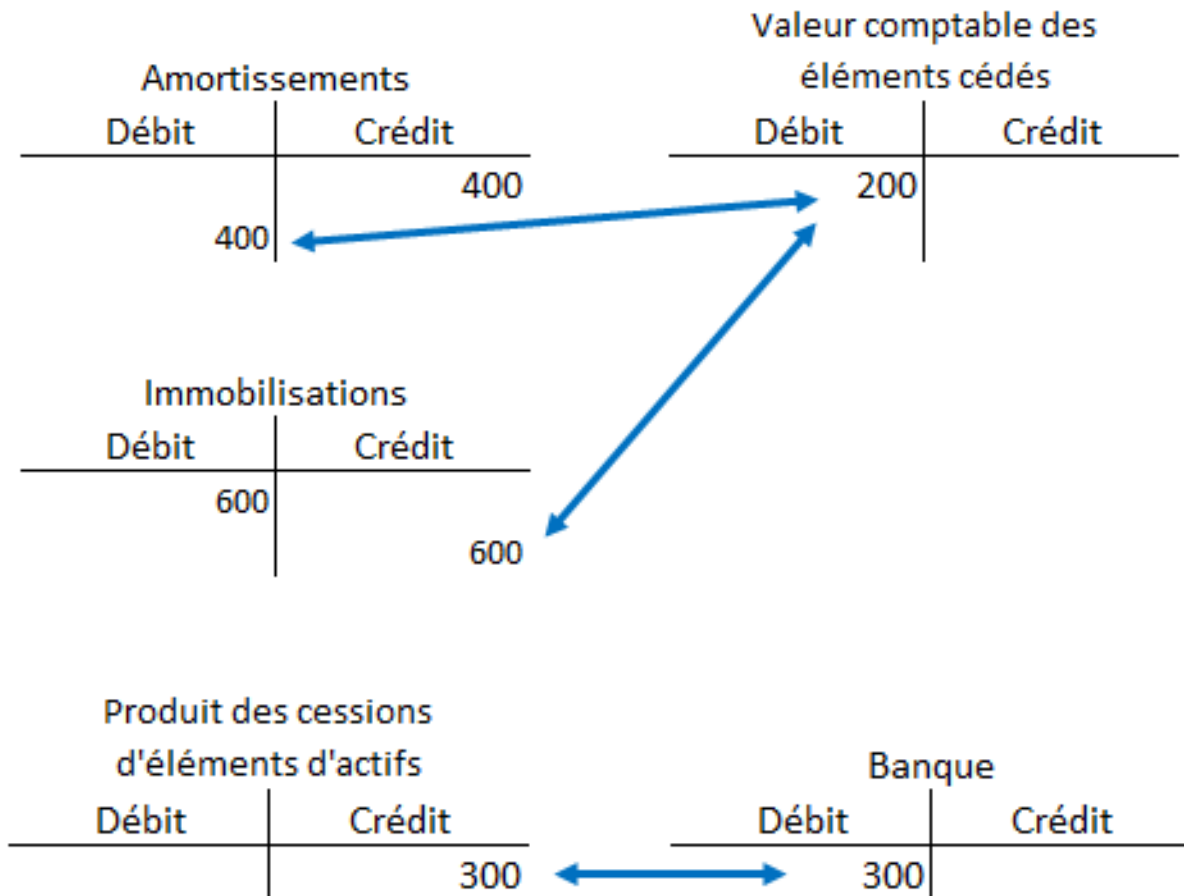 Amortissements
Débit Crédit
400
400
Valeur comptable des
éléments cédés
Débit Crédit
200
Immobilisations
Débit Crédit
600
600
Produit des cessions
d'éléments d'actifs
Débit Crédit
300
Banque
Débit Crédit
300